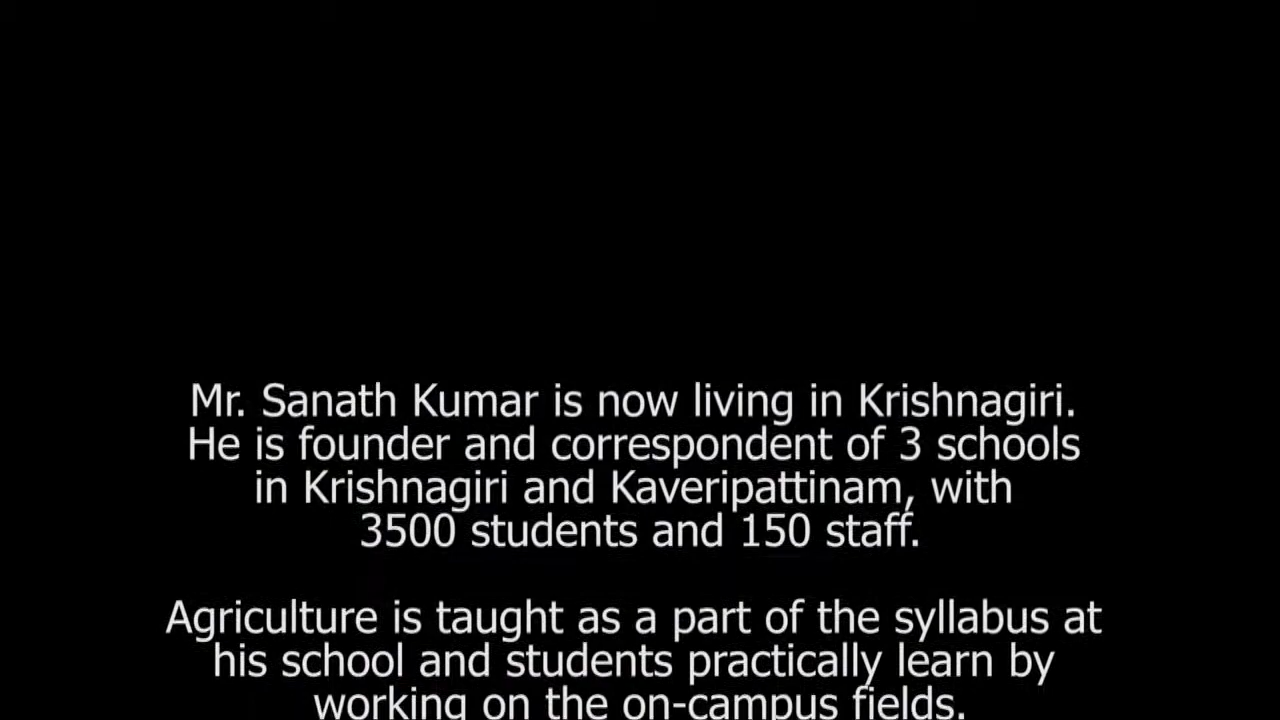 Mr. Sanath Kumar is now living in Krishnagiri.
He is founder and correspondent of 3 schools
in Krishnagiri and Kaveripattinam, with
3500 students and 150 staff.
Agriculture is taught as a part of the syllabus at
his school and students practically learn by
working on the on-campus fields.